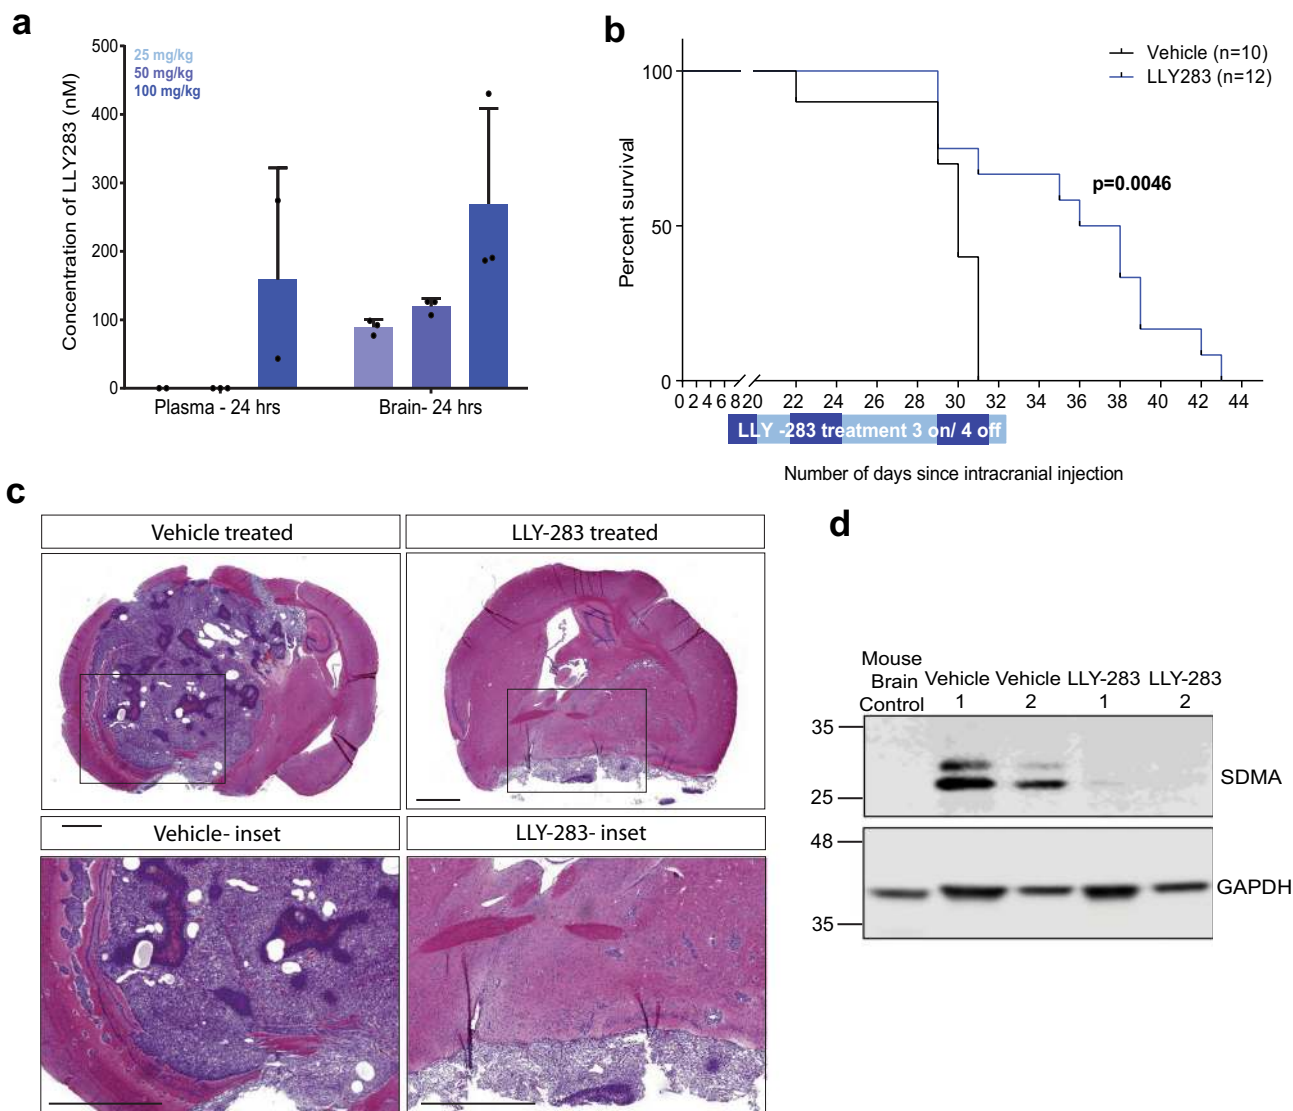 a
500
400
300
200
100
0
Concentration of LLY283 (nM)
25 mg/kg
50 mg/kg
100 mg/kg
Plasma - 24 hrs
Brain- 24 hrs
b
100
50
0
Percent survival
Vehicle (n=10)
LLY283 (n=12)
p=0.0046
0 2 4 6 8 20 22 24 26 28 30 32 34 36 38 40 42 44
LLY -283 treatment 3 on/ 4 off
Number of days since intracranial injection
c
Vehicle treated
LLY-283 treated
Vehicle- inset
LLY-283- inset
d
Mouse Brain Control
Vehicle 1
Vehicle 2
LLY-283 1
LLY-283 2
35
25
SDMA
48
35
GAPDH